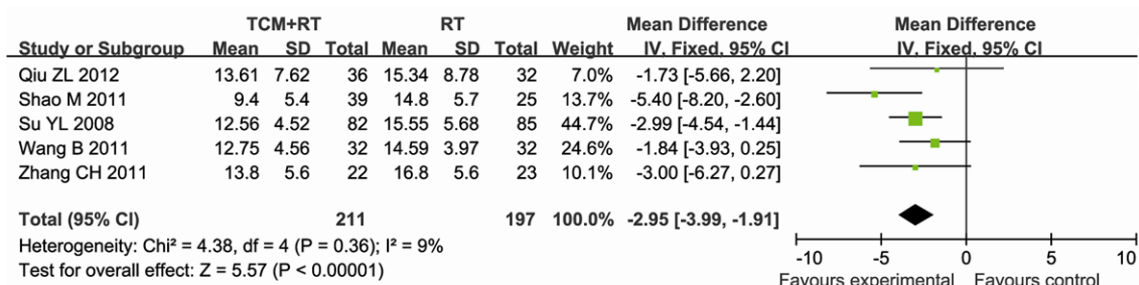 TCM+RT RT Mean Difference Mean Difference
Study or Subgroup Mean SD Total Mean SD Total Weight IV, Fixed, 95% CI IV, Fixed, 95% CI
Qiu ZL 2012 13.61 7.62 36 15.34 8.78 32 7.0% -1.73 [-5.66, 2.20]
Shao M 2011 9.4 5.4 39 14.8 5.7 25 13.7% -5.40 [-8.20, -2.60]
Su YL 2008 12.56 4.52 82 15.55 5.68 85 44.7% -2.99 [-4.54, -1.44]
Wang B 2011 12.75 4.56 32 14.59 3.97 32 24.6% -1.84 [-3.93, 0.25]
Zhang CH 2011 13.8 5.6 22 16.8 5.6 23 10.1% -3.00 [-6.27, 0.27]
Total (95% CI) 211 197 100.0% -2.95 [-3.99, -1.91]
Heterogeneity: Chi² = 4.38, df = 4 (P = 0.36); I² = 9%
Test for overall effect: Z = 5.57 (P < 0.00001)
-10 -5 0 5 10
Favours experimental Favours control